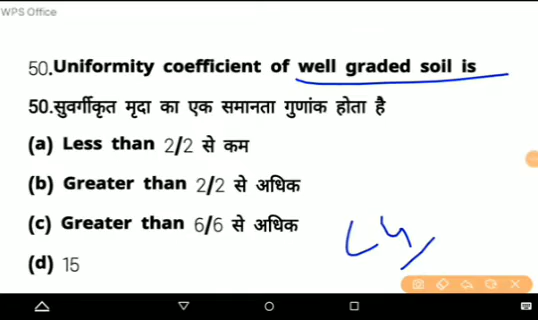 WPS Office
50.Uniformity coefficient of well graded soil is
50.सुवर्गीकृत मृदा का एक समानता गुणांक होता है
(a) Less than 2/2 से कम
(b) Greater than 2/2 से अधिक
(c) Greater than 6/6 से अधिक
(d) 15